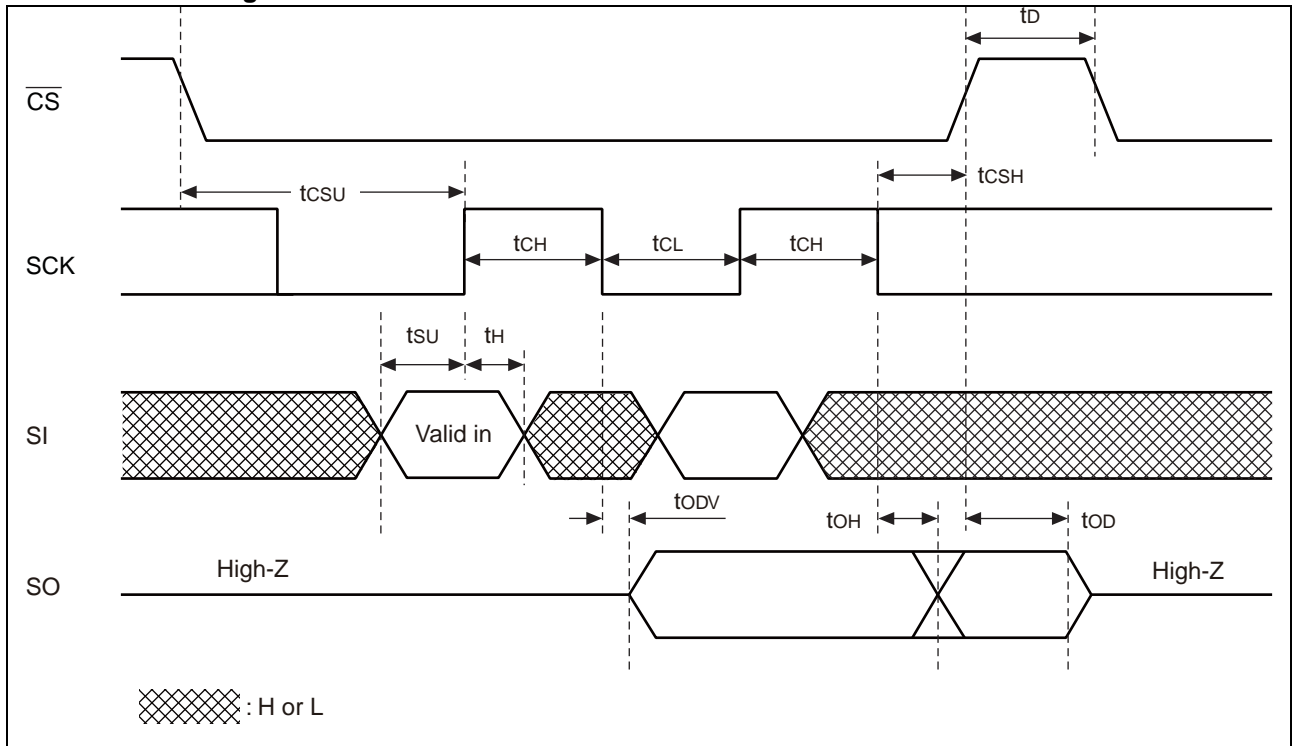 g
tD
CS
tCSU
tCSH
SCK
tCH
tCL
tCH
tSU
tH
SI
Valid in
tODV
tOH
tOD
SO
High-Z
High-Z
: H or L